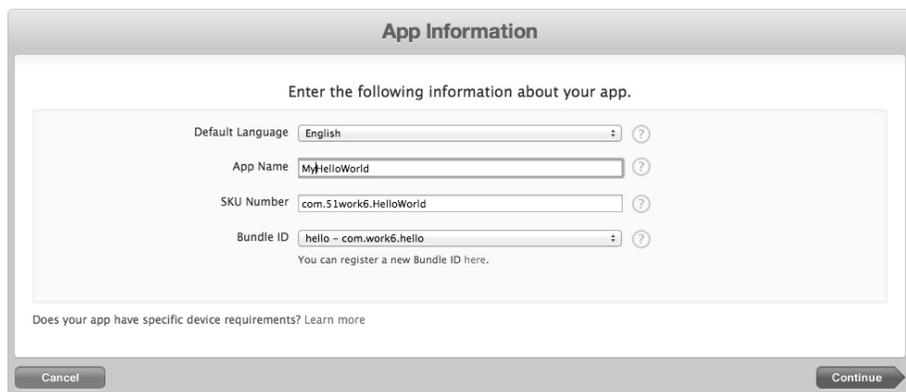 App Information
Enter the following information about your app.
Default Language English ?
App Name MyHelloWorld ?
SKU Number com.51work6.HelloWorld ?
Bundle ID hello - com.work6.hello ?
You can register a new Bundle ID here.
Does your app have specific device requirements? Learn more
Cancel Continue